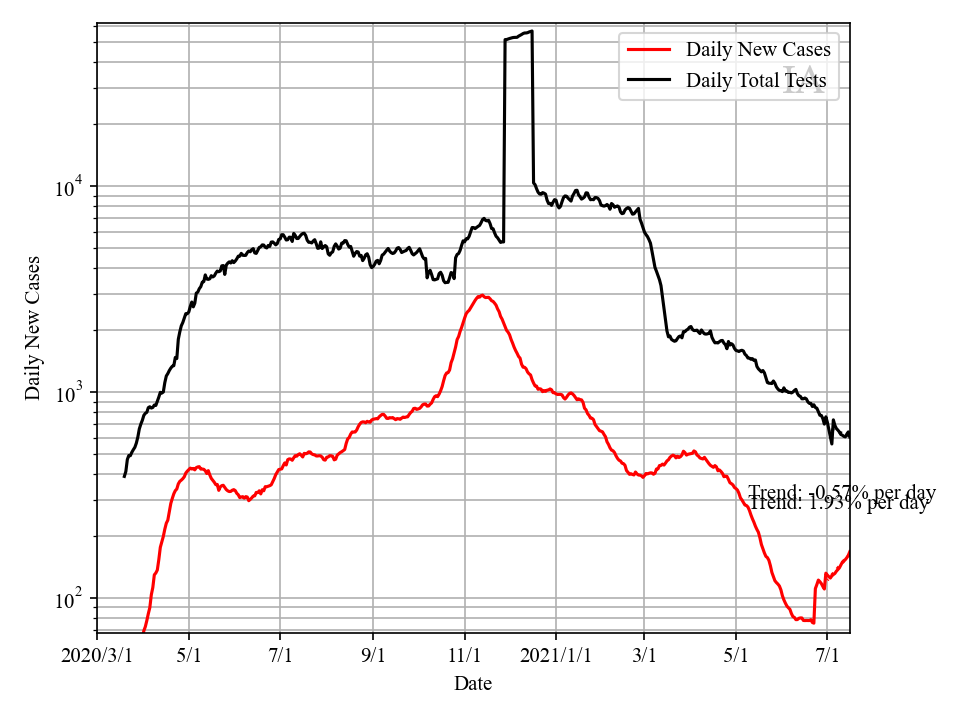 Daily New Cases
Daily Total Tests
IA
Daily New Cases
10^4
10^3
10^2
Trend: -0.57% per day
Trend: 1.93% per day
2020/3/1 5/1 7/1 9/1 11/1 2021/1/1 3/1 5/1 7/1
Date